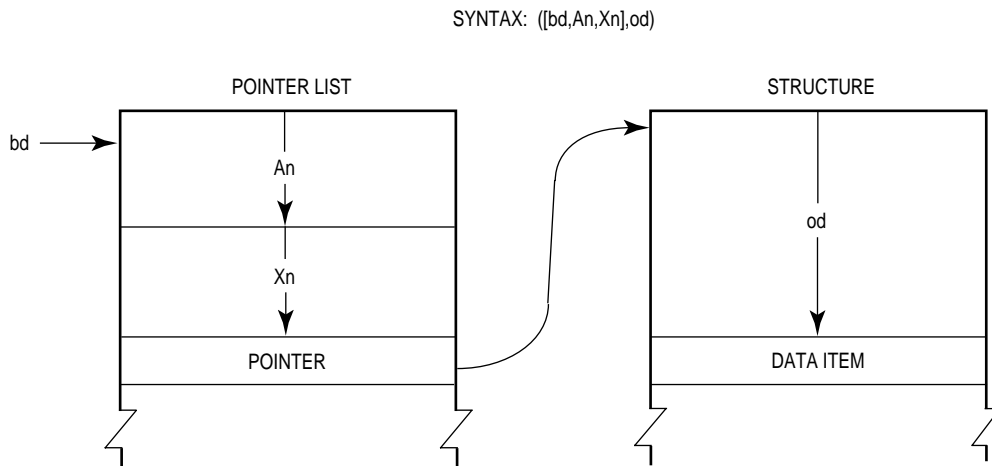 SYNTAX: ([bd,An,Xn],od)
POINTER LIST
STRUCTURE
bd
An
od
Xn
POINTER
DATA ITEM